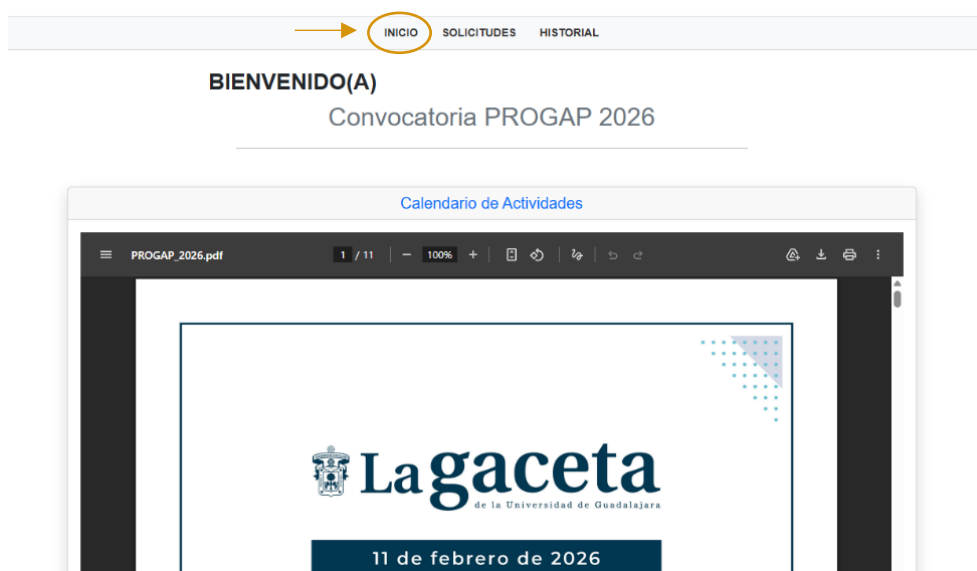 INICIO SOLICITUDES HISTORIAL
BIENVENIDO(A)
Convocatoria PROGAP 2026
Calendario de Actividades
PROGAP_2026.pdf 1 / 11 − 100% +
La gaceta
de la Universidad de Guadalajara
11 de febrero de 2026